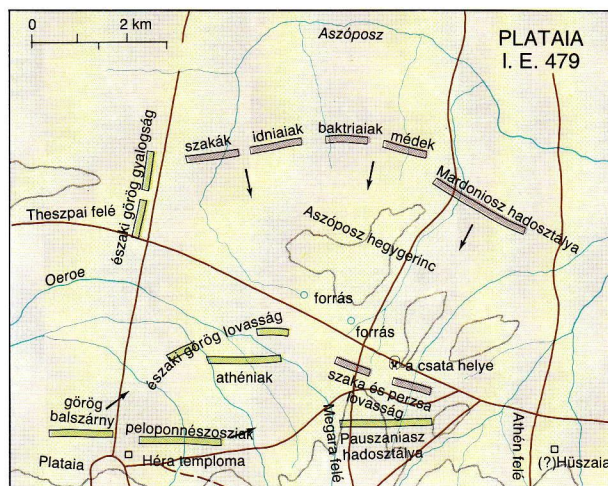 0 2 km
Aszóposz
PLATAIA
I. E. 479
szakák
idniaiak
baktriaiak
médek
északi görög gyalogság
Mardoniosz hadosztálya
Theszpai felé
Aszóposz hegygerinc
Oeroe
forrás
forrás
északi görög lovasság
a csata helye
athéniak
szaka és perzsa
lovasság
görög
balszárny
peloponnésziosziak
Pauszaniasz
hadosztálya
Megara felé
Athén felé
Plataia
Héra temploma
(?)Hüszaia